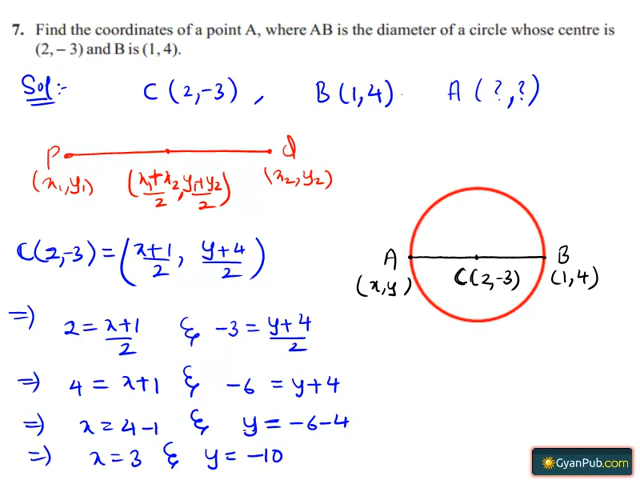 7. Find the coordinates of a point A, where AB is the diameter of a circle whose centre is
(2, – 3) and B is (1, 4).
Sol:- C (2,-3) , B (1,4) A (?,?)
P Q
(x₁,y₁) (x₁+x₂/2, y₁+y₂/2) (x₂,y₂)
C(2,-3) = (x+1/2, y+4/2)
⇒ 2 = x+1/2 & -3 = y+4/2
⇒ 4 = x+1 & -6 = y+4
⇒ x = 4-1 & y = -6-4
⇒ x = 3 & y = -10
A B
(x,y) C(2,-3) (1,4)
GyanPub.com